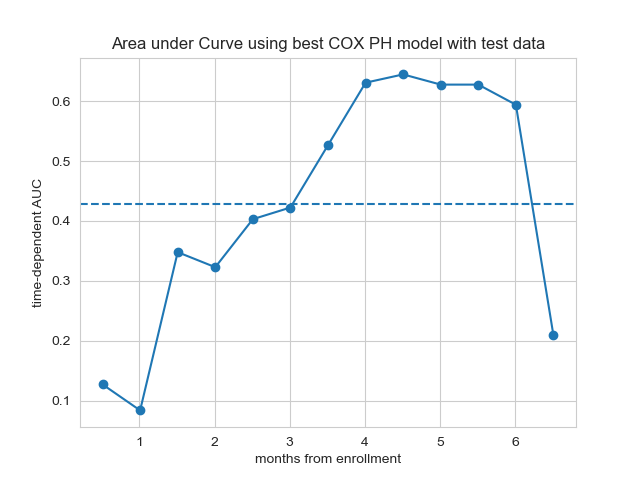 Area under Curve using best COX PH model with test data
time-dependent AUC
0.6
0.5
0.4
0.3
0.2
0.1
1 2 3 4 5 6
months from enrollment